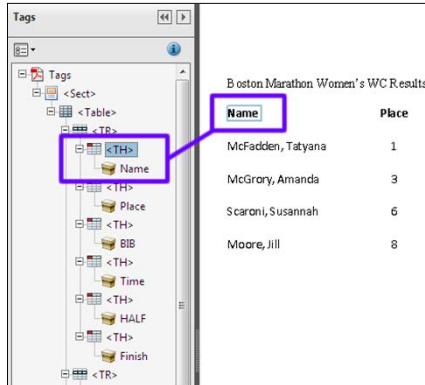 Tags
Tags
<Sect>
<Table>
<TR>
<TH>
Name
<TH>
Place
<TH>
BIB
<TH>
Time
<TH>
HALF
<TH>
Finish
<TR>
Boston Marathon Women's WC Results
Name Place
McFadden, Tatyana 1
McGrory, Amanda 3
Scaroni, Susannah 6
Moore, Jill 8